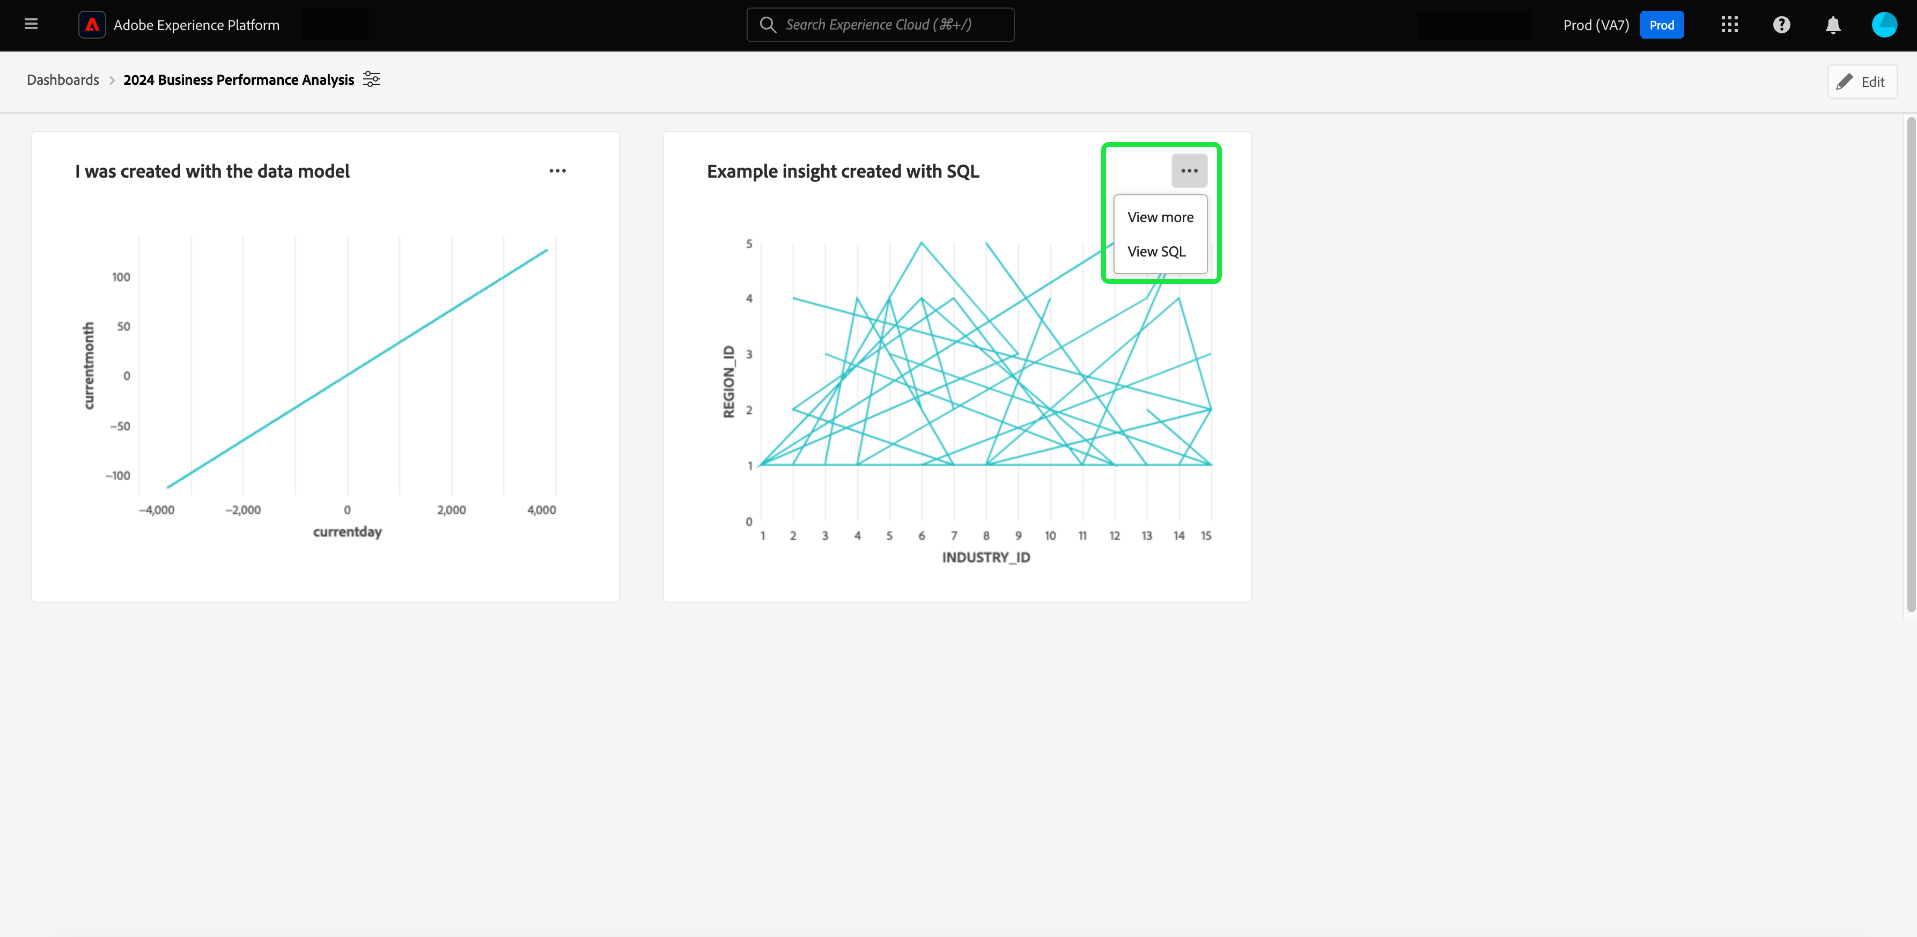 Adobe Experience Platform
Search Experience Cloud (⌘+/)
Prod (VA7)
Prod
Dashboards
2024 Business Performance Analysis
Edit
I was created with the data model
100
50
0
−50
−100
currentmonth
−4,000 −2,000 0 2,000 4,000
currentday
Example insight created with SQL
View more
View SQL
5
4
3
2
1
0
REGION_ID
1 2 3 4 5 6 7 8 9 10 11 12 13 14 15
INDUSTRY_ID